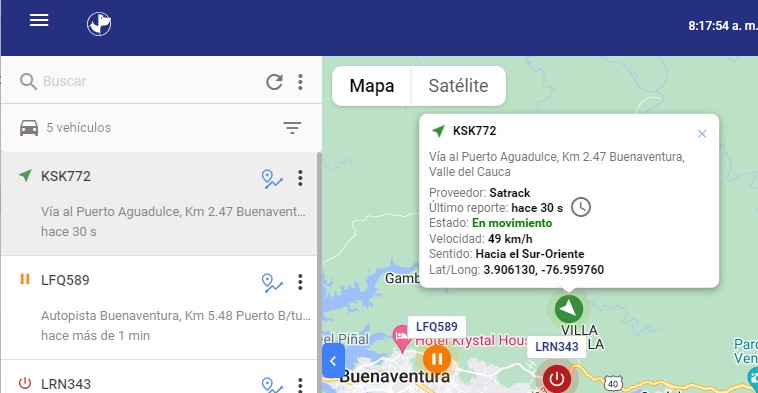 8:17:54 a. m.
Buscar
5 vehículos
KSK772
Vía al Puerto Aguadulce, Km 2.47 Buenavent...
hace 30 s
LFQ589
Autopista Buenaventura, Km 5.48 Puerto B/tu...
hace más de 1 min
LRN343
Mapa
Satélite
KSK772
Vía al Puerto Aguadulce, Km 2.47 Buenaventura,
Valle del Cauca
Proveedor: Satrack
Último reporte: hace 30 s
Estado: En movimiento
Velocidad: 49 km/h
Sentido: Hacia el Sur-Oriente
Lat/Long: 3.906130, -76.959760
Gamb
LFQ589
el Piñal
Hotel Krystal Hous
VILLA
LA
LRN343
Buenaventura
40
Parc
Ven